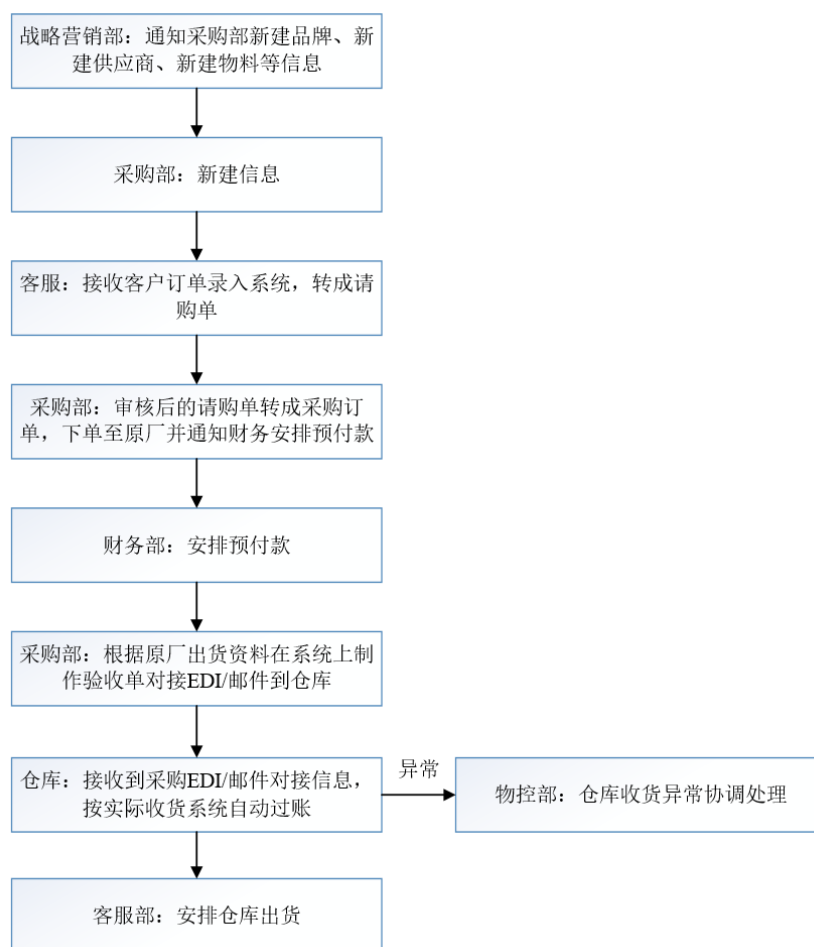 战略营销部：通知采购部新建品牌、新
建供应商、新建物料等信息
采购部：新建信息
客服：接收客户订单录入系统，转成请
购单
采购部：审核后的请购单转成采购订
单，下单至原厂并通知财务安排预付款
财务部：安排预付款
采购部：根据原厂出货资料在系统上制
作验收单对接EDI/邮件到仓库
仓库：接收到采购EDI/邮件对接信息，
按实际收货系统自动过账
异常
物控部：仓库收货异常协调处理
客服部：安排仓库出货